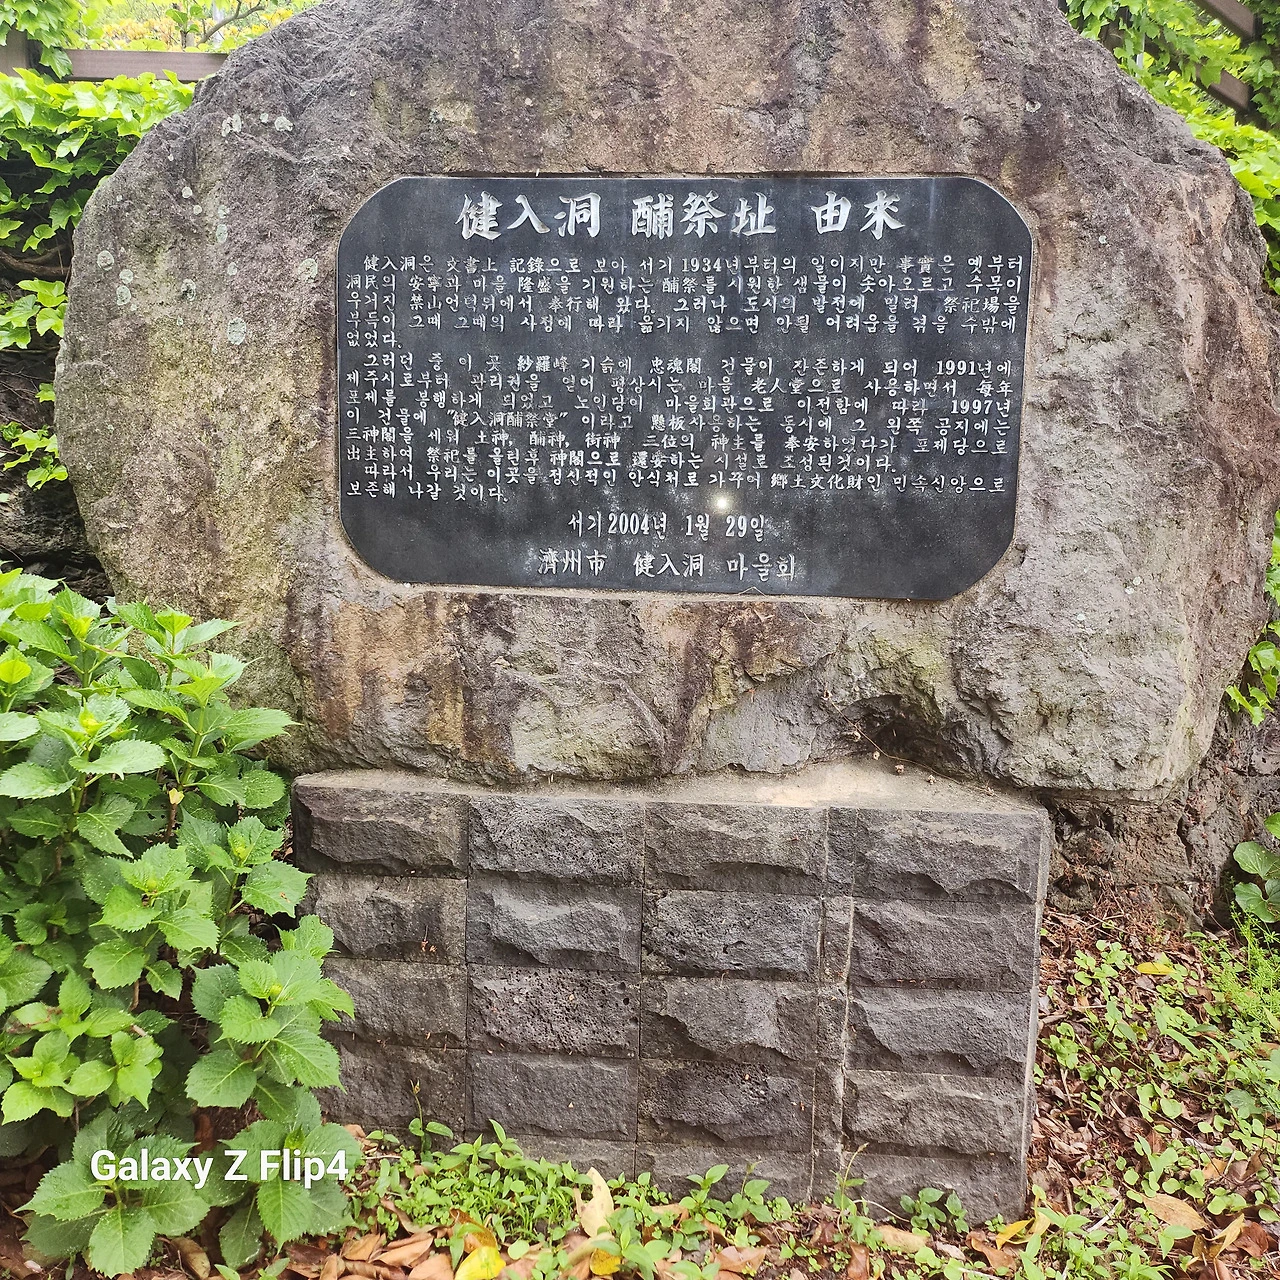 健入洞 酺祭址 由来
健入洞은 文書上 記錄으로 보아 서기 1934년부터의 일이지만 事實은 옛부터
洞民의 安寧과 마을 隆盛을 기원하는 酺祭를 시원한 샘물이 솟아오르고 수목이
우거진 禁山언덕위에서 奉行해 왔다. 그러나 도시의 발전에 밀려 祭祀場을
부득이 그때 그때의 사정에 따라 옮기지 않으면 안될 어려움을 겪을 수밖에
없었다.
그러던 중 이 곳 紗羅峰 기슭에 忠魂閣 건물이 잔존하게 되어 1991년에
제주시로부터 관리권을 얻어 평상시는 마을 老人堂으로 사용하면서 每年
포제를 봉행하게 되었고 노인당이 마을회관으로 이전함에 따라 1997년
이 건물에 "健入洞酺祭堂" 이라고 懸板사용하는 동시에 그 왼쪽 공지에는
三神閣을 세워 土神, 酺神, 街神 三位의 神主를 奉安하였다가 포제당으로
出主하여 祭祀를 올린후 神閣으로 還安하는 시설로 조성된것이다.
따라서 우리는 이곳을 정신적인 안식처로 가꾸어 鄕土文化財인 민속신앙으로
보존해 나갈 것이다.
서기2004년 1월 29일
濟州市 健入洞 마을회
Galaxy Z Flip4